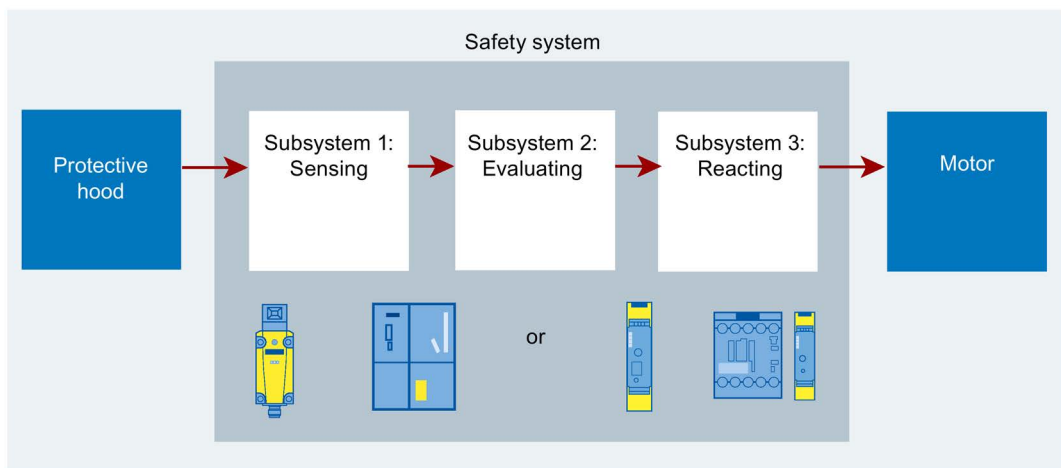 Safety system
Protective
hood
Subsystem 1:
Sensing
Subsystem 2:
Evaluating
Subsystem 3:
Reacting
Motor
or